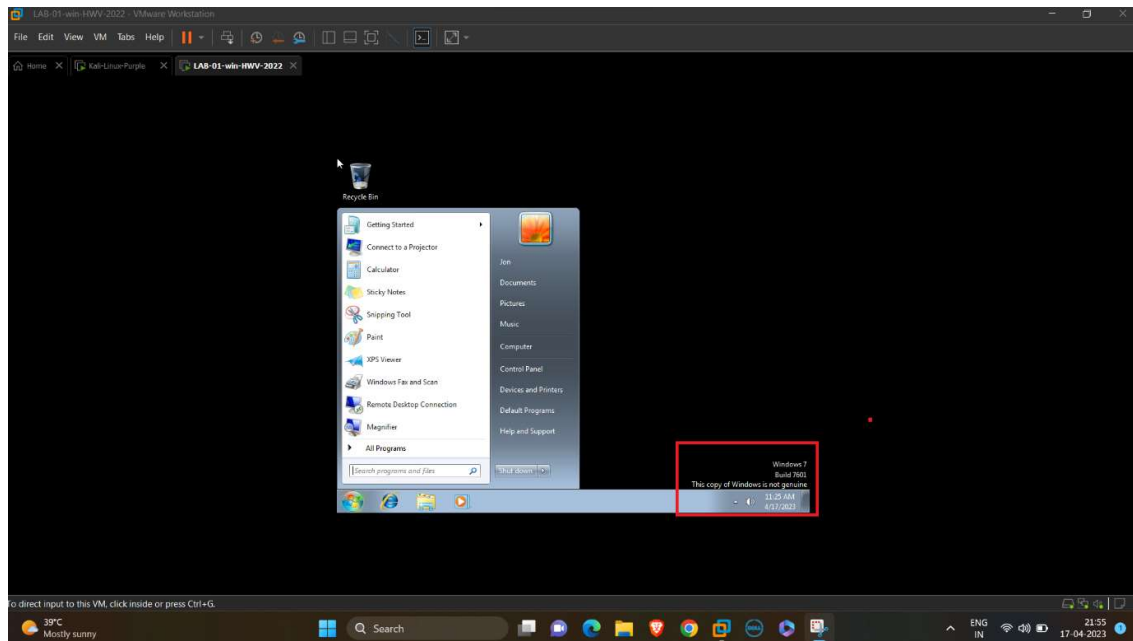 LAB-01-win-HWV-2022 - VMware Workstation
File Edit View VM Tabs Help
Home Kali-Linux-Purple LAB-01-win-HWV-2022
Recycle Bin
Getting Started
Connect to a Projector
Calculator
Sticky Notes
Snipping Tool
Paint
XPS Viewer
Windows Fax and Scan
Remote Desktop Connection
Magnifier
All Programs
Search programs and files
Jon
Documents
Pictures
Music
Computer
Control Panel
Devices and Printers
Default Programs
Help and Support
Shut down
Windows 7
Build 7601
This copy of Windows is not genuine
11:25 AM
4/17/2023
To direct input to this VM, click inside or press Ctrl+G.
39°C
Mostly sunny
Search
DELL
ENG
IN
21:55
17-04-2023
1